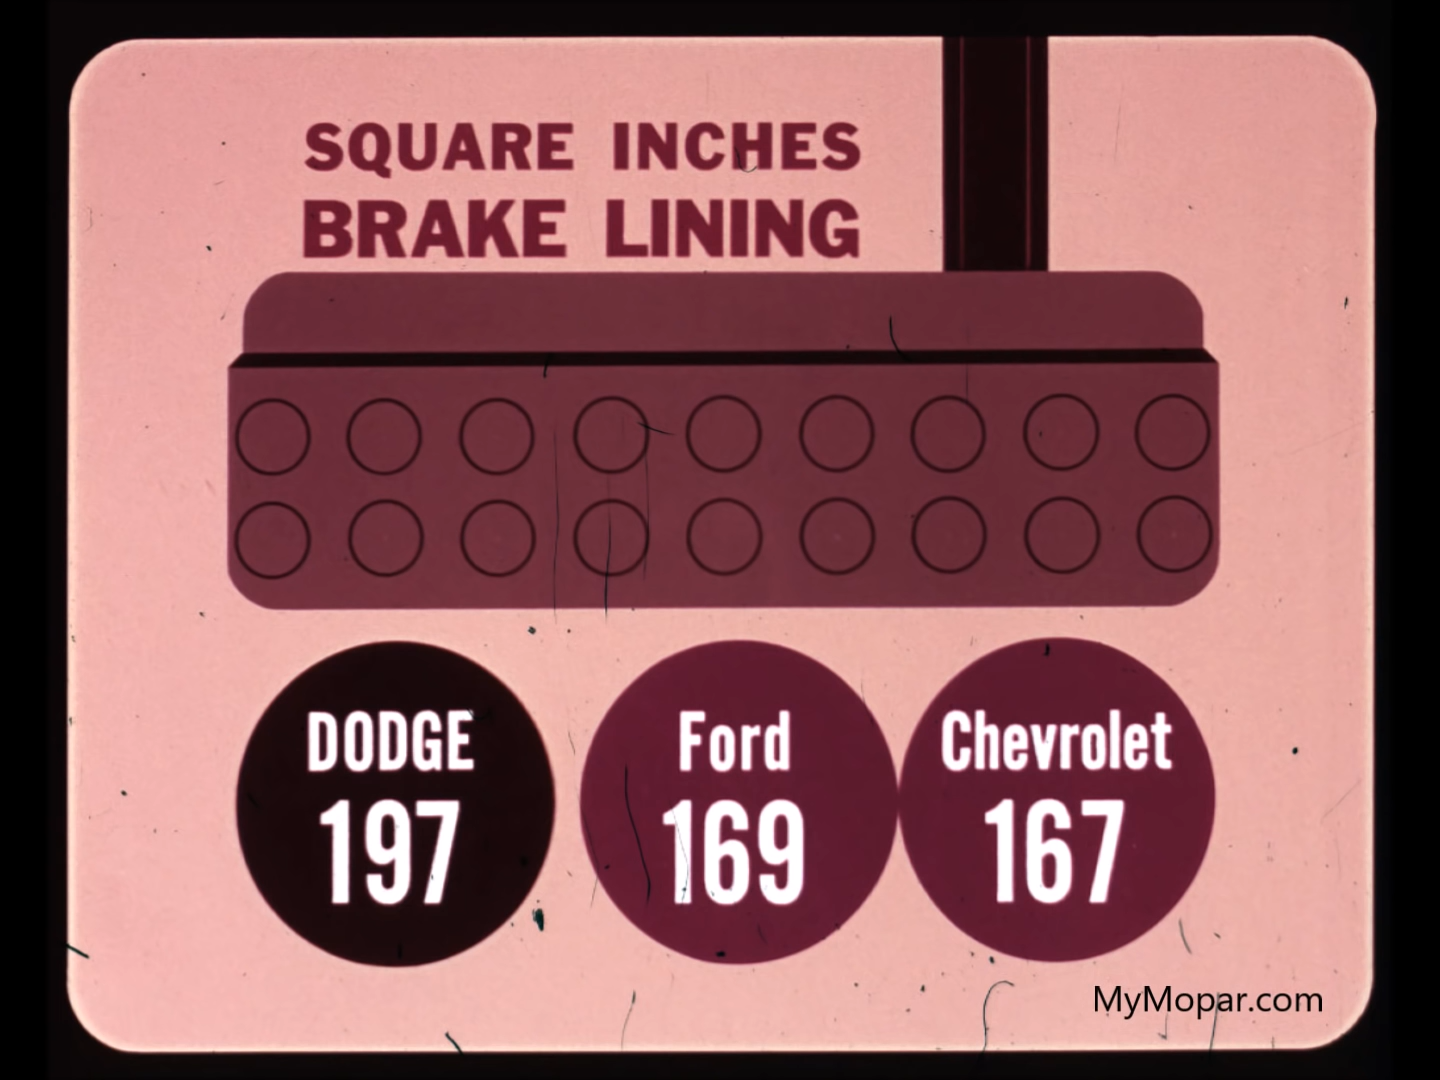 SQUARE INCHES
BRAKE LINING
DODGE
197
Ford
169
Chevrolet
167
MyMopar.com